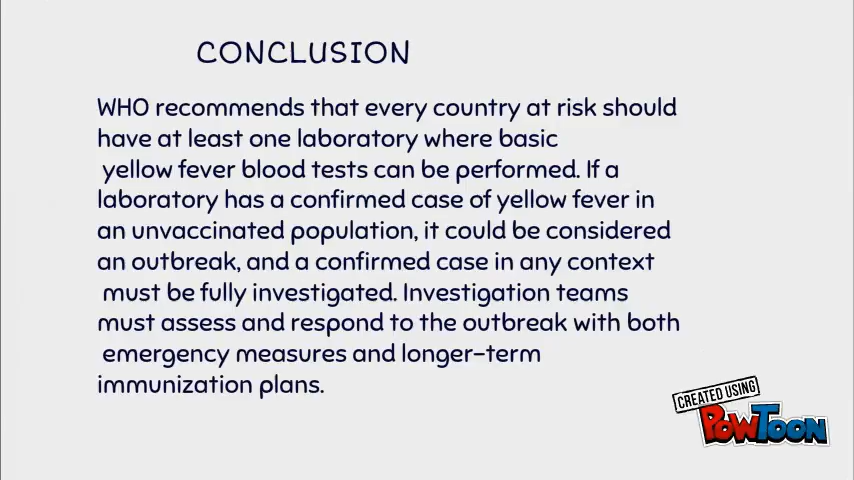 CONCLUSION
WHO recommends that every country at risk should
have at least one laboratory where basic
yellow fever blood tests can be performed. If a
laboratory has a confirmed case of yellow fever in
an unvaccinated population, it could be considered
an outbreak, and a confirmed case in any context
must be fully investigated. Investigation teams
must assess and respond to the outbreak with both
emergency measures and longer-term
immunization plans.
CREATED USING
POWTOON